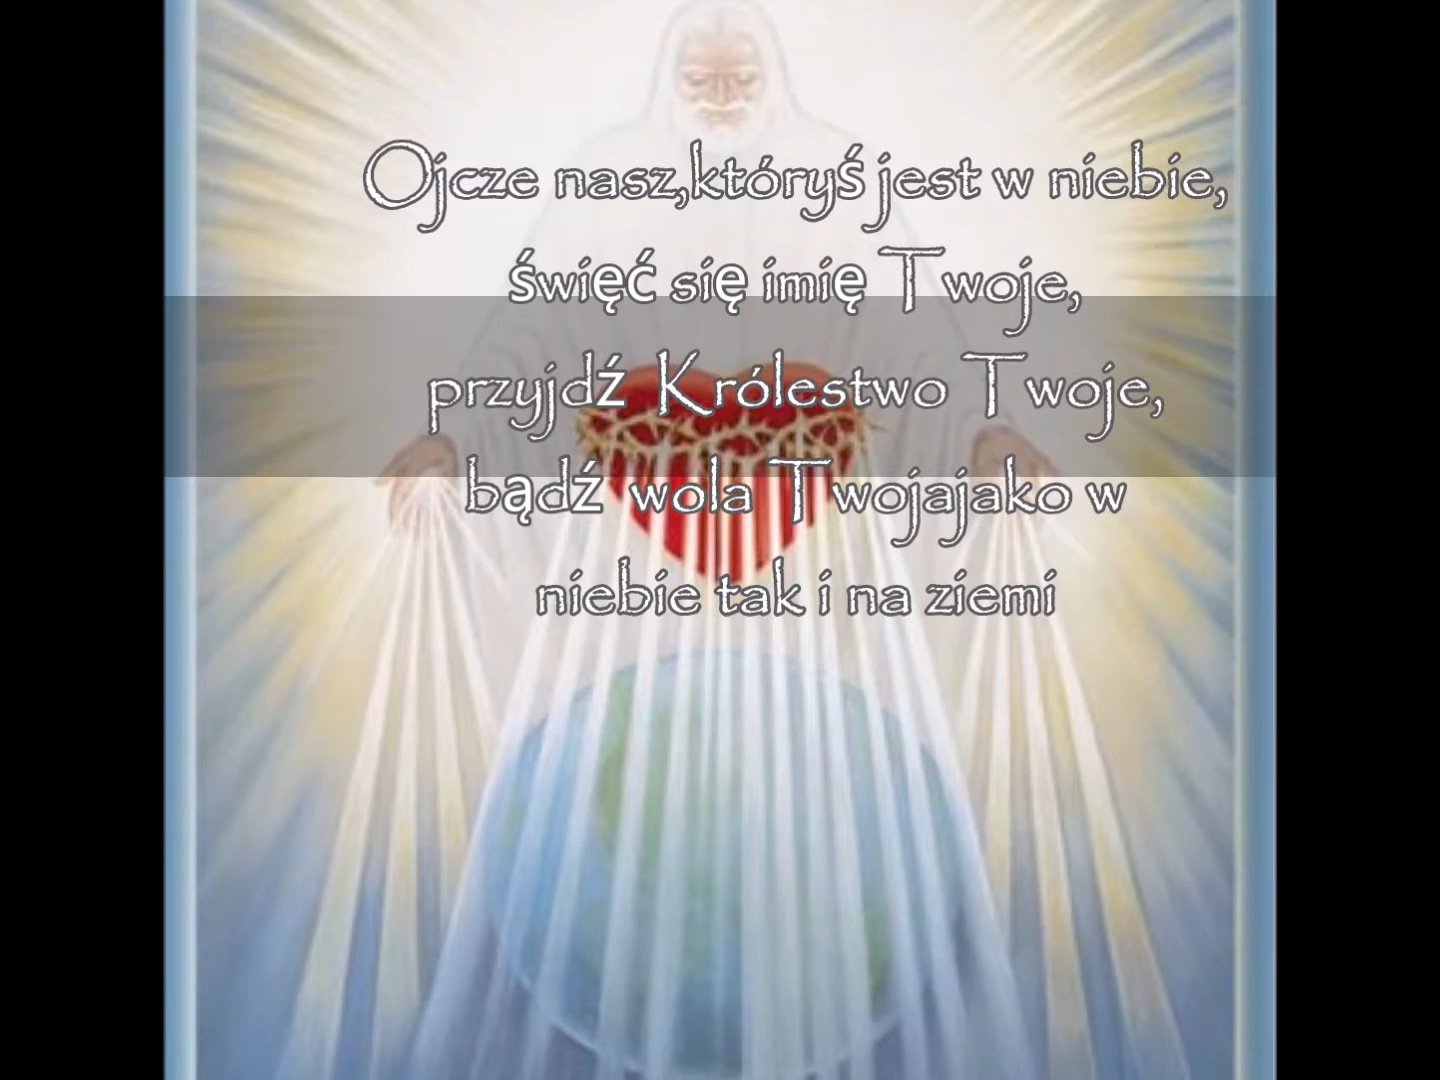 Ojcze nasz,któryś jest w niebie,
święć się imię Twoje,
przyjdź Królestwo Twoje,
bądź wola Twojajako w
niebie tak i na ziemi